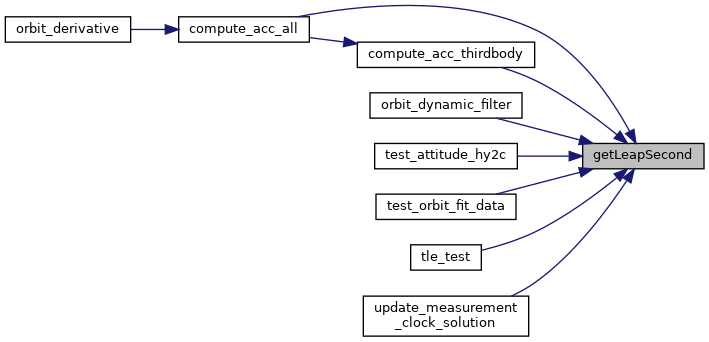 orbit_derivative
compute_acc_all
compute_acc_thirdbody
orbit_dynamic_filter
test_attitude_hy2c
getLeapSecond
test_orbit_fit_data
tle_test
update_measurement
_clock_solution